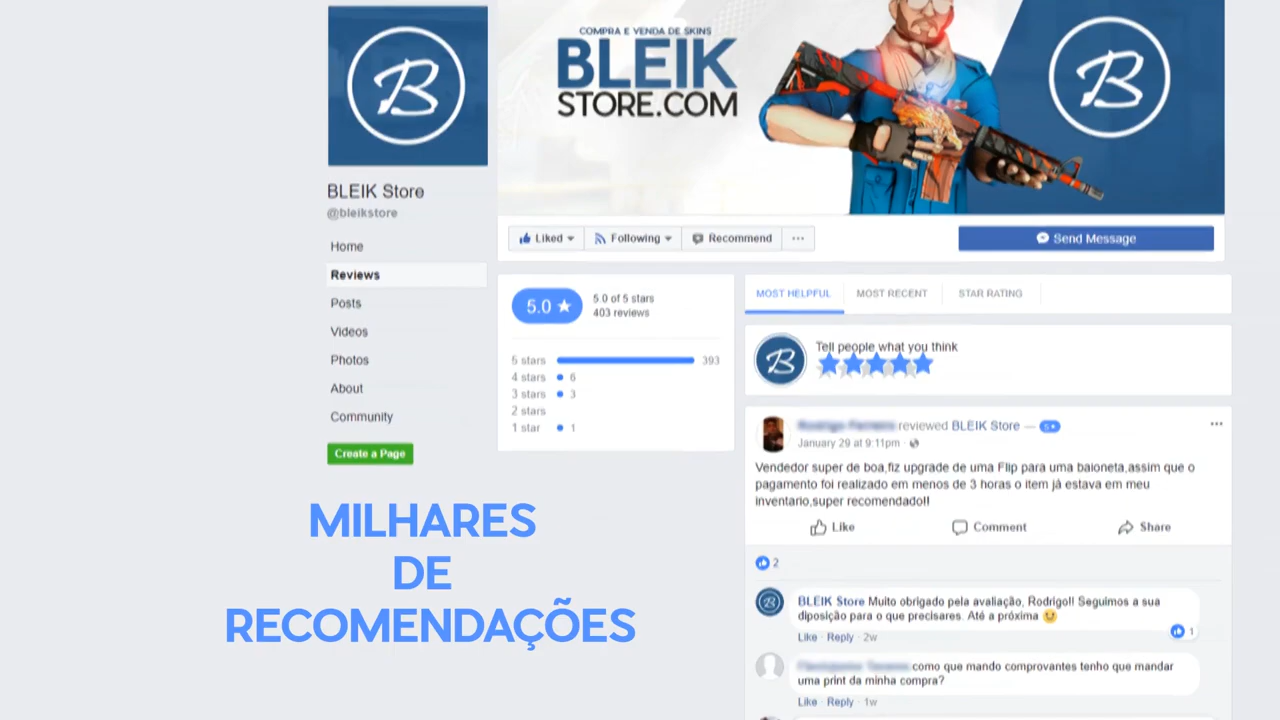 B
COMPRA E VENDA DE SKINS
BLEIK
STORE.COM
B
BLEIK Store
@bleikstore
Home
Reviews
Posts
Videos
Photos
About
Community
Create a Page
Liked
Following
Recommend
...
Send Message
5.0 ★
5.0 of 5 stars
403 reviews
5 stars 393
4 stars 6
3 stars 3
2 stars
1 star 1
MILHARES
DE
RECOMENDAÇÕES
MOST HELPFUL
MOST RECENT
STAR RATING
B
Tell people what you think
reviewed BLEIK Store — 5★
January 29 at 9:11pm ·
Vendedor super de boa,fiz upgrade de uma Flip para uma baioneta,assim que o
pagamento foi realizado em menos de 3 horas o item já estava em meu
inventario,super recomendado!!
Like Comment Share
2
B
BLEIK Store Muito obrigado pela avaliação, Rodrigo!! Seguimos a sua
diposição para o que precisares. Até a próxima
Like · Reply · 2w
1
como que mando comprovantes tenho que mandar
uma print da minha compra?
Like · Reply · 1w